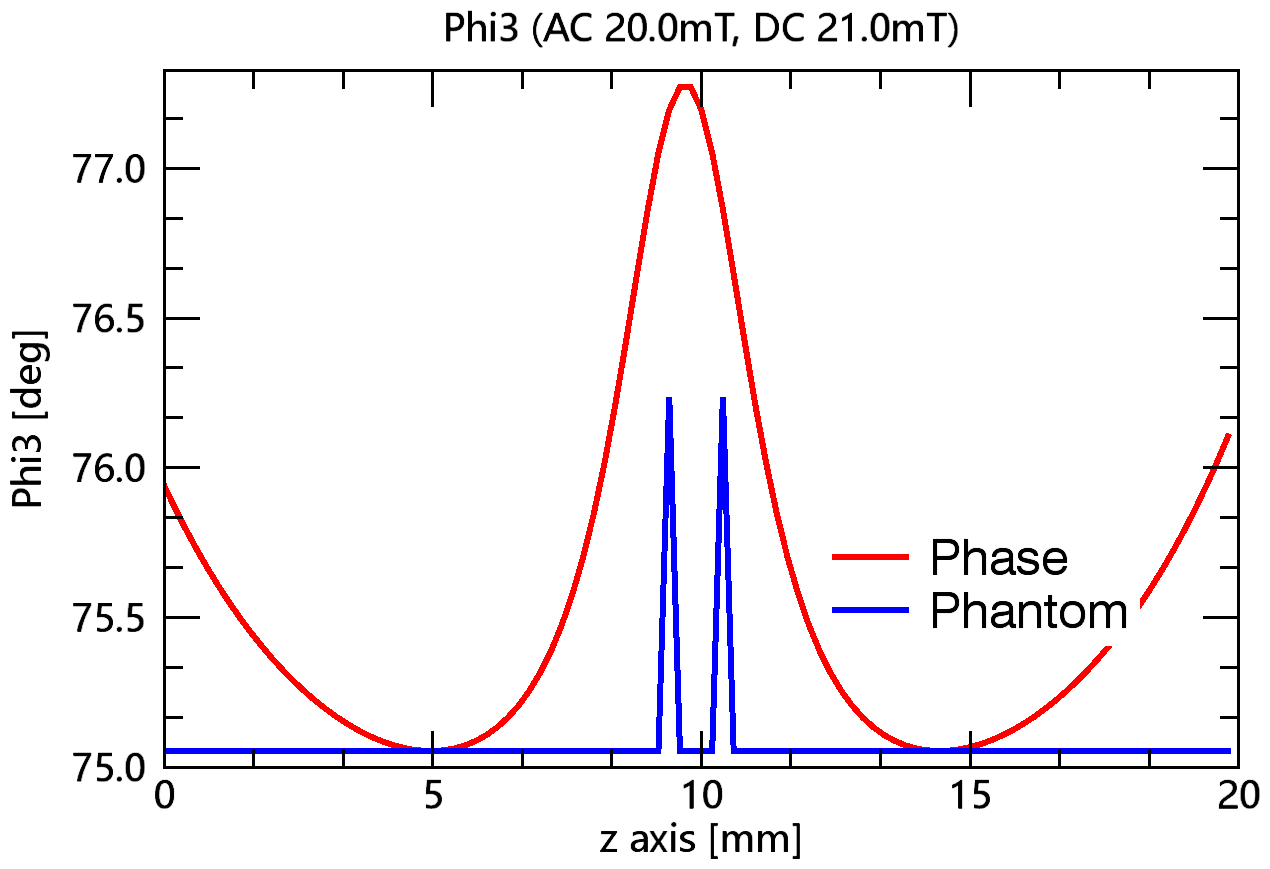 Phi3 (AC 20.0mT, DC 21.0mT)
77.0
76.5
76.0
75.5
75.0
Phi3 [deg]
Phase
Phantom
0 5 10 15 20
z axis [mm]